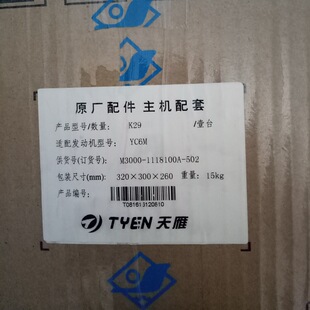 原厂配件 主机配套
产品型号/数量: K29 /壹台
适配发动机型号: YC6M
供货号(订货号): M3000-1118100A-502
包装尺寸(mm): 320×300×260 重量: 15kg
产品编号:
TYEN 天雁